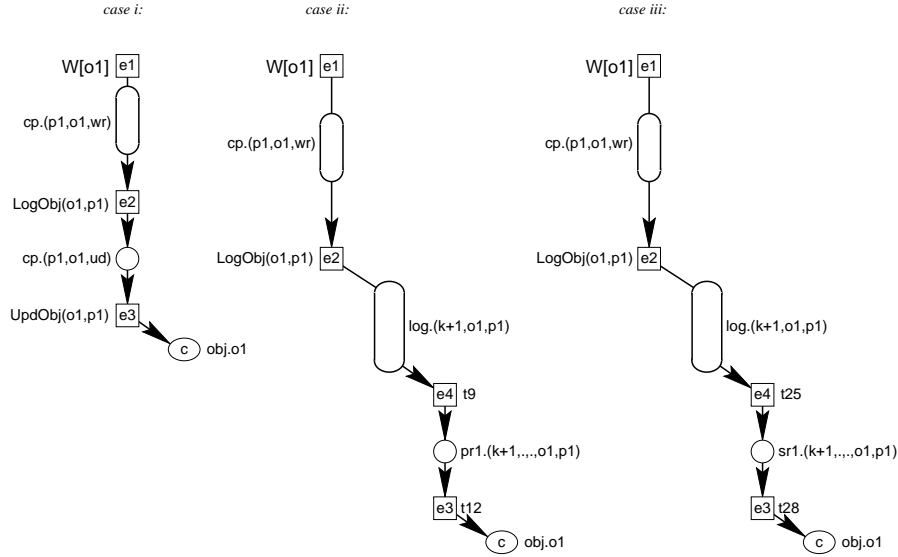 case i:
W[o1] e1
cp.(p1,o1,wr)
LogObj(o1,p1) e2
cp.(p1,o1,ud)
UpdObj(o1,p1) e3
c obj.o1
case ii:
W[o1] e1
cp.(p1,o1,wr)
LogObj(o1,p1) e2
log.(k+1,o1,p1)
e4 t9
pr1.(k+1,.,.,o1,p1)
e3 t12
c obj.o1
case iii:
W[o1] e1
cp.(p1,o1,wr)
LogObj(o1,p1) e2
log.(k+1,o1,p1)
e4 t25
sr1.(k+1,.,.,o1,p1)
e3 t28
c obj.o1